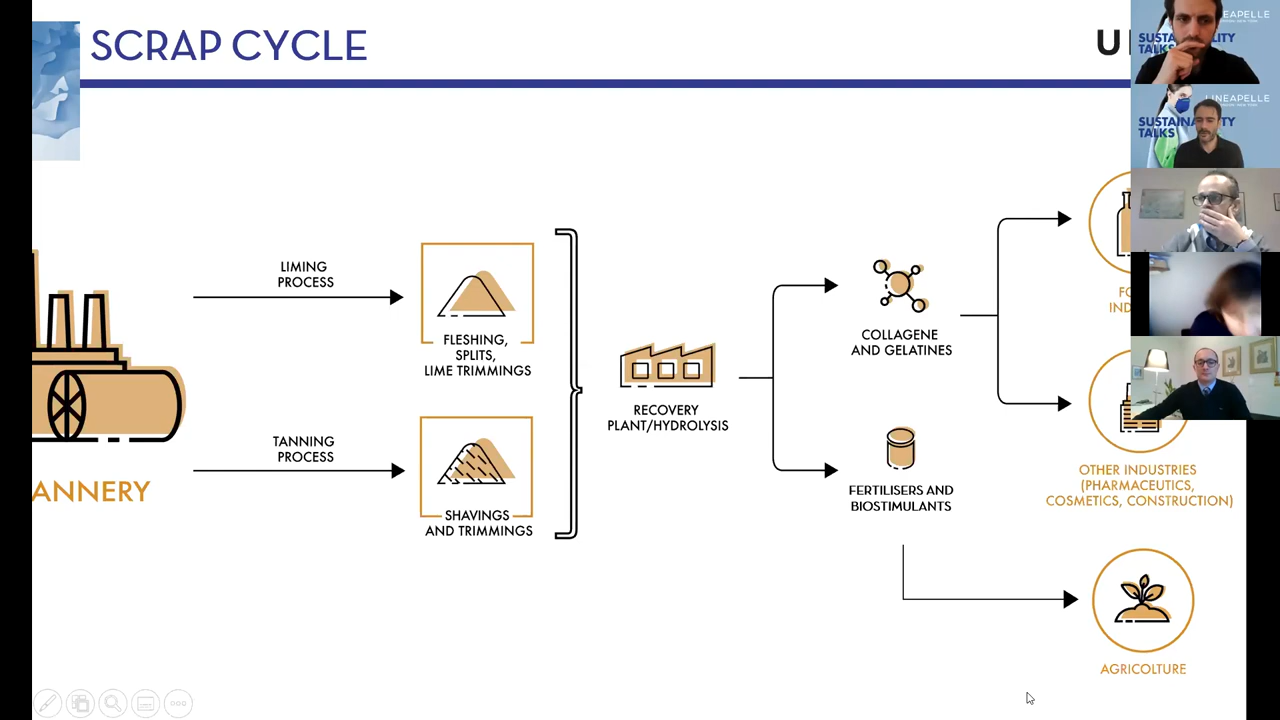 SCRAP CYCLE
U
LINEAPELLE
SUSTAINABILITY
TALKS
LINEAPELLE
SUSTAINABILITY
TALKS
LIMING
PROCESS
FLESHING,
SPLITS,
LIME TRIMMINGS
TANNING
PROCESS
ANNERY
SHAVINGS
AND TRIMMINGS
RECOVERY
PLANT/HYDROLYSIS
COLLAGENE
AND GELATINES
FERTILISERS AND
BIOSTIMULANTS
FO
IND
OTHER INDUSTRIES
(PHARMACEUTICS,
COSMETICS, CONSTRUCTION)
AGRICOLTURE